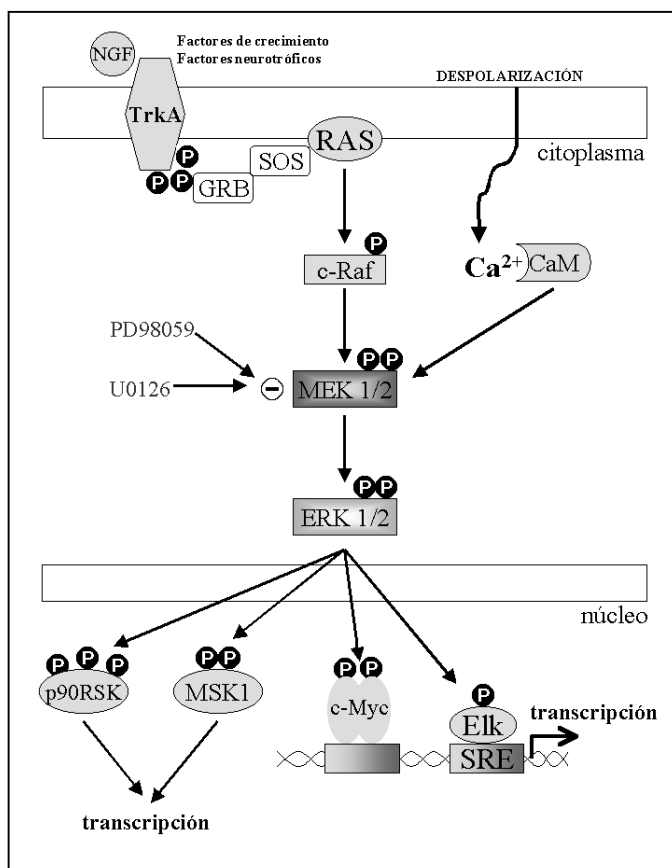 NGF
Factores de crecimiento
Factores neurotróficos
DESPOLARIZACIÓN
TrkA
RAS
citoplasma
P
P P
GRB
SOS
P
c-Raf
Ca²⁺ CaM
PD98059
U0126
P P
MEK 1/2
P P
ERK 1/2
núcleo
P P P
p90RSK
P P
MSK1
P P
c-Myc
P
Elk
SRE
transcripción
transcripción